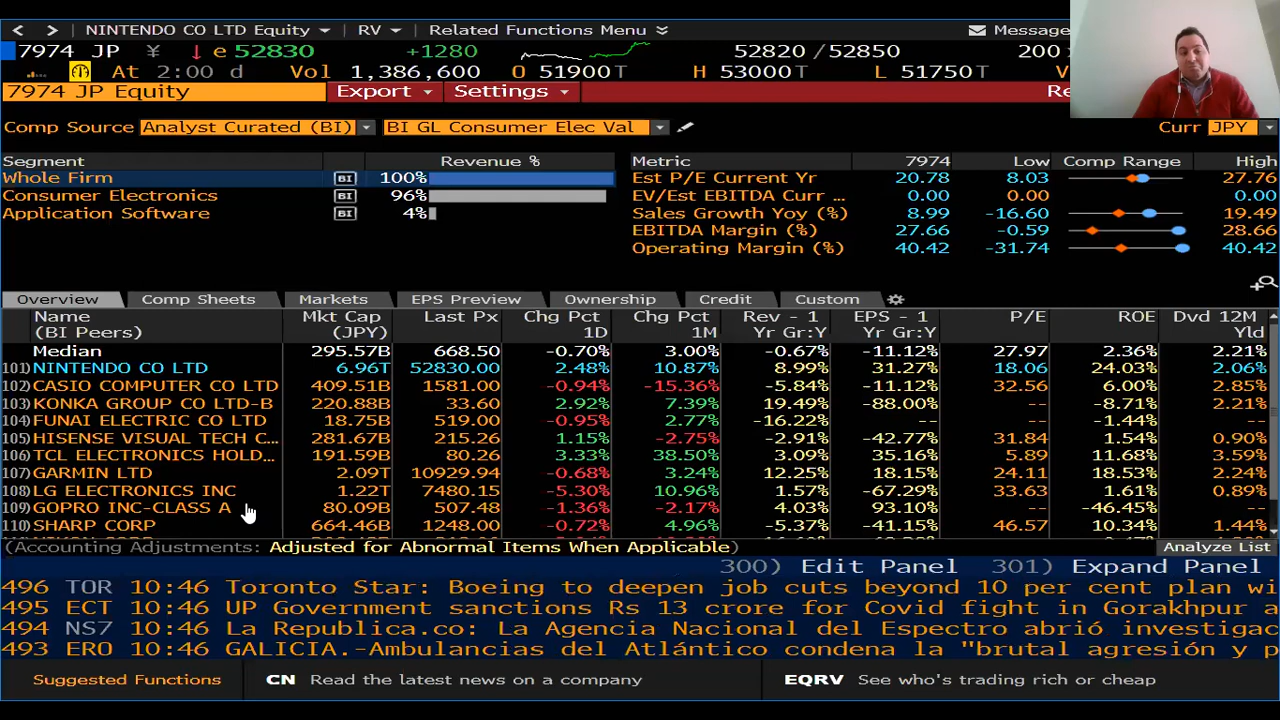 < > NINTENDO CO LTD Equity RV Related Functions Menu Message
7974 JP ¥ ↓ e 52830 +1280 52820 /52850 200
At 2:00 d Vol 1,386,600 O 51900T H 53000T L 51750T V
7974 JP Equity Export Settings Re
Comp Source Analyst Curated (BI) BI GL Consumer Elec Val Curr JPY
Segment Revenue % Metric 7974 Low Comp Range High
Whole Firm BI 100% Est P/E Current Yr 20.78 8.03 27.76
Consumer Electronics BI 96% EV/Est EBITDA Curr ... 0.00 0.00 0.00
Application Software BI 4% Sales Growth Yoy (%) 8.99 -16.60 19.49
EBITDA Margin (%) 27.66 -0.59 28.66
Operating Margin (%) 40.42 -31.74 40.42
Overview Comp Sheets Markets EPS Preview Ownership Credit Custom
Name Mkt Cap Last Px Chg Pct Chg Pct Rev - 1 EPS - 1 P/E ROE Dvd 12M
(BI Peers) (JPY) 1D 1M Yr Gr:Y Yr Gr:Y Yld
Median 295.57B 668.50 -0.70% 3.00% -0.67% -11.12% 27.97 2.36% 2.21%
101) NINTENDO CO LTD 6.96T 52830.00 2.48% 10.87% 8.99% 31.27% 18.06 24.03% 2.06%
102) CASIO COMPUTER CO LTD 409.51B 1581.00 -0.94% -15.36% -5.84% -11.12% 32.56 6.00% 2.85%
103) KONKA GROUP CO LTD-B 220.88B 33.60 2.92% 7.39% 19.49% -88.00% -- -8.71% 2.21%
104) FUNAI ELECTRIC CO LTD 18.75B 519.00 -0.95% 2.77% -16.22% -- -- -1.44% --
105) HISENSE VISUAL TECH C... 281.67B 215.26 1.15% -2.75% -2.91% -42.77% 31.84 1.54% 0.90%
106) TCL ELECTRONICS HOLD... 191.59B 80.26 3.33% 38.50% 3.09% 35.16% 5.89 11.68% 3.59%
107) GARMIN LTD 2.09T 10929.94 -0.68% 3.24% 12.25% 18.15% 24.11 18.53% 2.24%
108) LG ELECTRONICS INC 1.22T 7480.15 -5.30% 10.96% 1.57% -67.29% 33.63 1.61% 0.89%
109) GOPRO INC-CLASS A 80.09B 507.48 -1.36% -2.17% 4.03% 93.10% -- -46.45% --
110) SHARP CORP 664.46B 1248.00 -0.72% 4.96% -5.37% -41.15% 46.57 10.34% 1.44%
(Accounting Adjustments: Adjusted for Abnormal Items When Applicable) Analyze List
300) Edit Panel 301) Expand Panel
496 TOR 10:46 Toronto Star: Boeing to deepen job cuts beyond 10 per cent plan wi
495 ECT 10:46 UP Government sanctions Rs 13 crore for Covid fight in Gorakhpur a
494 NS7 10:46 La Republica.co: La Agencia Nacional del Espectro abrió investigac
493 ERO 10:46 GALICIA.-Ambulancias del Atlántico condena la "brutal agresión y p
Suggested Functions CN Read the latest news on a company EQRV See who's trading rich or cheap